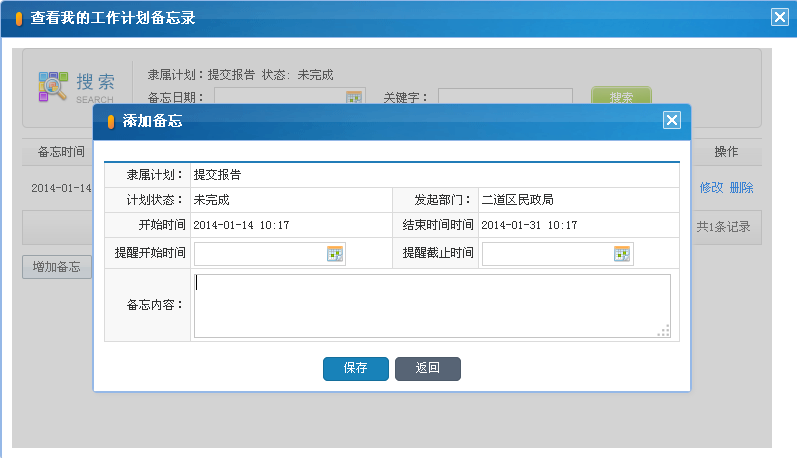 查看我的工作计划备忘录
搜索
SEARCH
隶属计划：提交报告 状态: 未完成
备忘日期：
关键字：
搜索
备忘时间
操作
2014-01-14
修改 删除
共1条记录
增加备忘
添加备忘
隶属计划： 提交报告
计划状态： 未完成 发起部门： 二道区民政局
开始时间 2014-01-14 10:17 结束时间时间 2014-01-31 10:17
提醒开始时间 提醒截止时间
备忘内容：
保存 返回